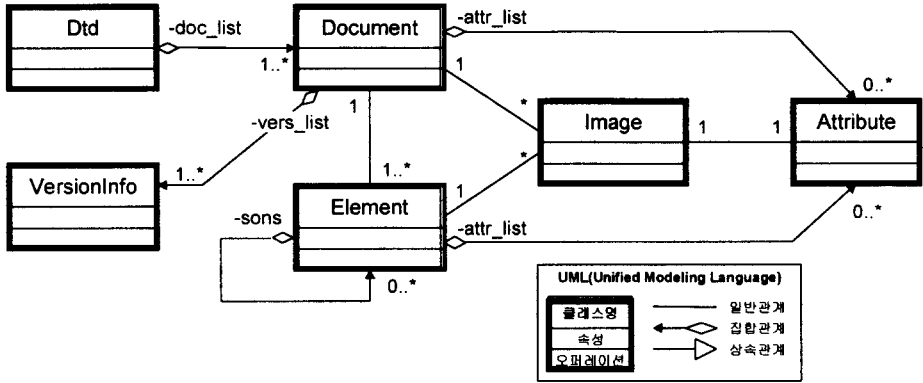 Dtd
-doc_list
1..*
Document
-attr_list
0..*
1
1
-vers_list
1..*
VersionInfo
1..*
*
Image
1
1
Attribute
*
1
Element
-sons
0..*
-attr_list
0..*
UML(Unified Modeling Language)
클래스명
속성
오퍼레이션
일반관계
집합관계
상속관계